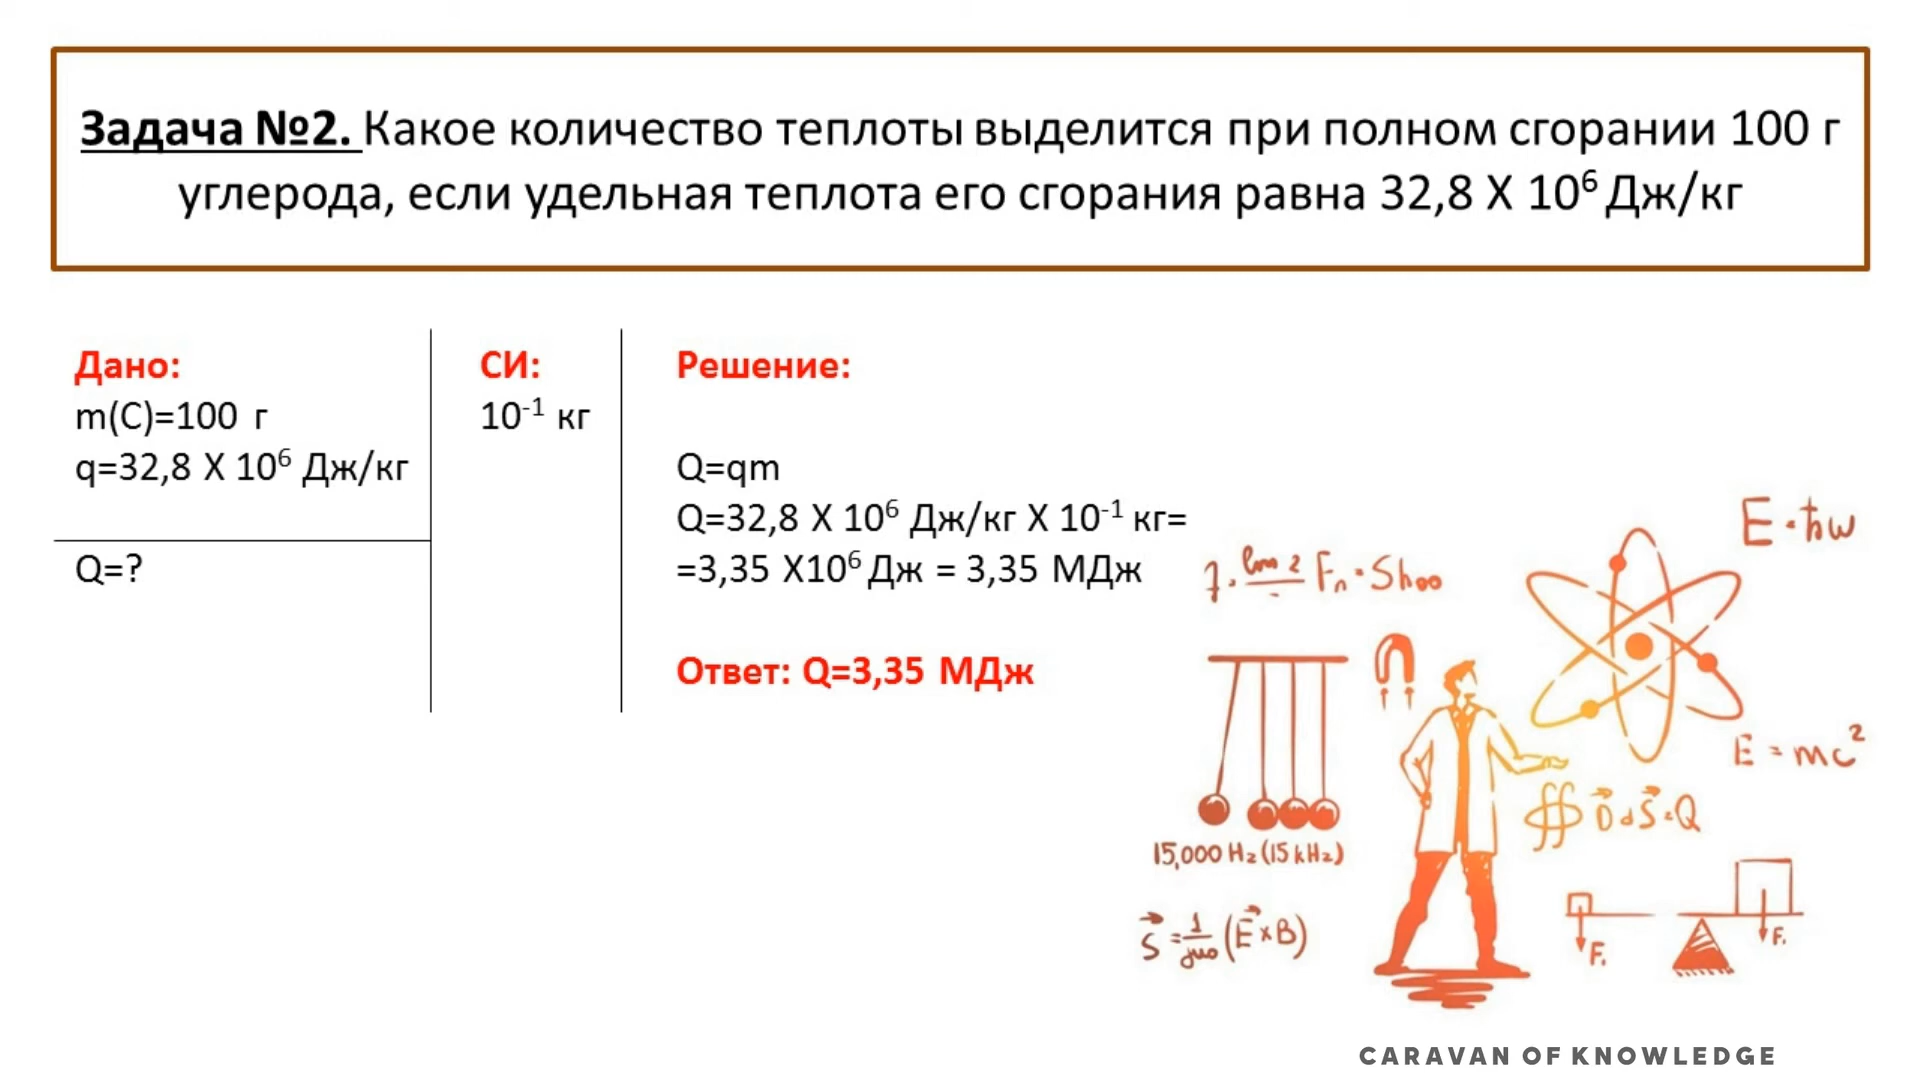 Задача №2. Какое количество теплоты выделится при полном сгорании 100 г
углерода, если удельная теплота его сгорания равна 32,8 X 10⁶ Дж/кг
Дано:
m(C)=100 г
q=32,8 X 10⁶ Дж/кг
Q=?
СИ:
10⁻¹ кг
Решение:
Q=qm
Q=32,8 X 10⁶ Дж/кг X 10⁻¹ кг=
=3,35 X10⁶ Дж = 3,35 МДж
Ответ: Q=3,35 МДж
E=ħω
E=mc²
∯D⃗dS⃗=Q
15,000 Hz (15 kHz)
S⃗=1/μ₀(E⃗×B)
F.
F.
CARAVAN OF KNOWLEDGE